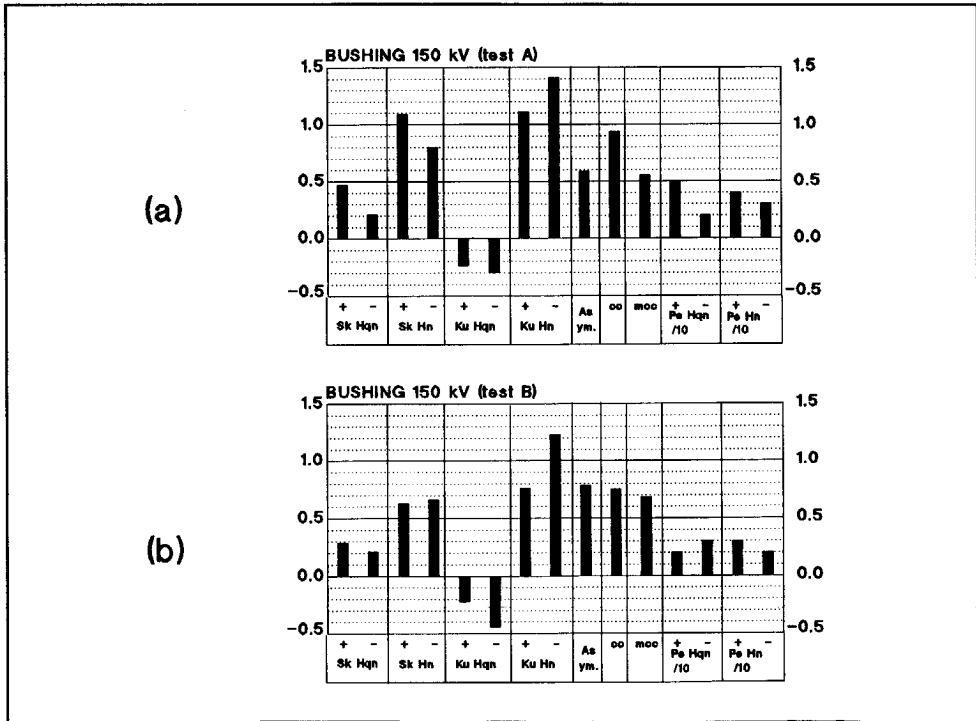 (a)
BUSHING 150 kV (test A)
1.5 1.5
1.0 1.0
0.5 0.5
0.0 0.0
−0.5 −0.5
+ − + − + − + − As ym. cc mcc + − + −
Sk Hqn Sk Hn Ku Hqn Ku Hn Pe Hqn /10 Pe Hn /10
(b)
BUSHING 150 kV (test B)
1.5 1.5
1.0 1.0
0.5 0.5
0.0 0.0
−0.5 −0.5
+ − + − + − + − As ym. cc mcc + − + −
Sk Hqn Sk Hn Ku Hqn Ku Hn Pe Hqn /10 Pe Hn /10